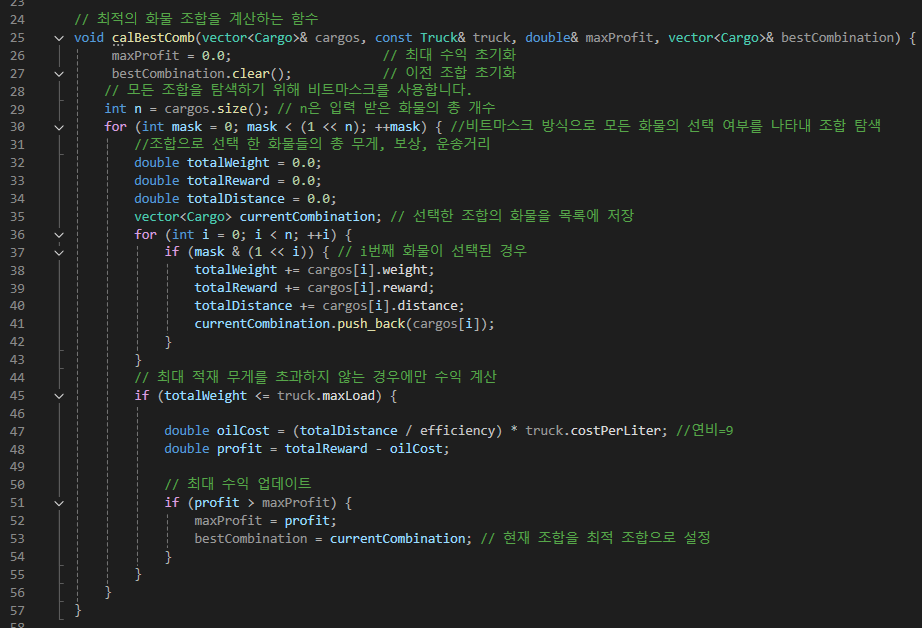 23
24 // 최적의 화물 조합을 계산하는 함수
25 void calBestComb(vector<Cargo>& cargos, const Truck& truck, double& maxProfit, vector<Cargo>& bestCombination) {
26 maxProfit = 0.0; // 최대 수익 초기화
27 bestCombination.clear(); // 이전 조합 초기화
28 // 모든 조합을 탐색하기 위해 비트마스크를 사용합니다.
29 int n = cargos.size(); // n은 입력 받은 화물의 총 개수
30 for (int mask = 0; mask < (1 << n); ++mask) { //비트마스크 방식으로 모든 화물의 선택 여부를 나타내 조합 탐색
31 //조합으로 선택 한 화물들의 총 무게, 보상, 운송거리
32 double totalWeight = 0.0;
33 double totalReward = 0.0;
34 double totalDistance = 0.0;
35 vector<Cargo> currentCombination; // 선택한 조합의 화물을 목록에 저장
36 for (int i = 0; i < n; ++i) {
37 if (mask & (1 << i)) { // i번째 화물이 선택된 경우
38 totalWeight += cargos[i].weight;
39 totalReward += cargos[i].reward;
40 totalDistance += cargos[i].distance;
41 currentCombination.push_back(cargos[i]);
42 }
43 }
44 // 최대 적재 무게를 초과하지 않는 경우에만 수익 계산
45 if (totalWeight <= truck.maxLoad) {
46
47 double oilCost = (totalDistance / efficiency) * truck.costPerLiter; //연비=9
48 double profit = totalReward - oilCost;
49
50 // 최대 수익 업데이트
51 if (profit > maxProfit) {
52 maxProfit = profit;
53 bestCombination = currentCombination; // 현재 조합을 최적 조합으로 설정
54 }
55 }
56 }
57 }
58